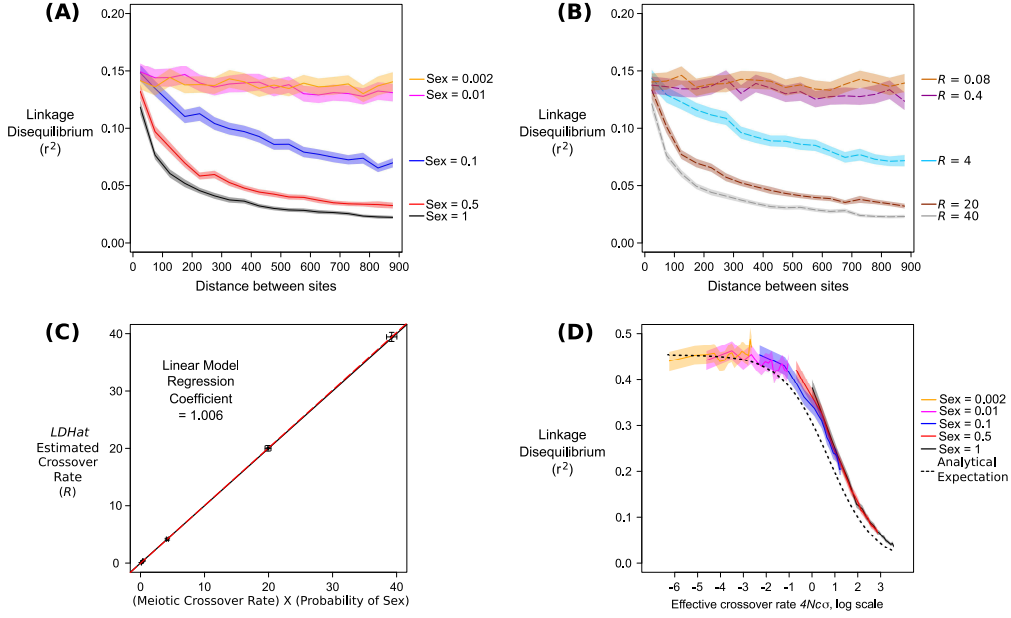 (A)
0.20
0.15
0.10
0.05
0.00
Linkage
Disequilibrium
(r²)
0 100 200 300 400 500 600 700 800 900
Distance between sites
Sex = 0.002
Sex = 0.01
Sex = 0.1
Sex = 0.5
Sex = 1
(B)
0.20
0.15
0.10
0.05
0.00
Linkage
Disequilibrium
(r²)
0 100 200 300 400 500 600 700 800 900
Distance between sites
R = 0.08
R = 0.4
R = 4
R = 20
R = 40
(C)
40
30
20
10
0
LDHat
Estimated
Crossover
Rate
(R)
Linear Model
Regression
Coefficient
= 1.006
0 10 20 30 40
(Meiotic Crossover Rate) X (Probability of Sex)
(D)
0.5
0.4
0.3
0.2
0.1
0.0
Linkage
Disequilibrium
(r²)
-6 -5 -4 -3 -2 -1 0 1 2 3
Effective crossover rate 4Ncσ, log scale
Sex = 0.002
Sex = 0.01
Sex = 0.1
Sex = 0.5
Sex = 1
Analytical
Expectation